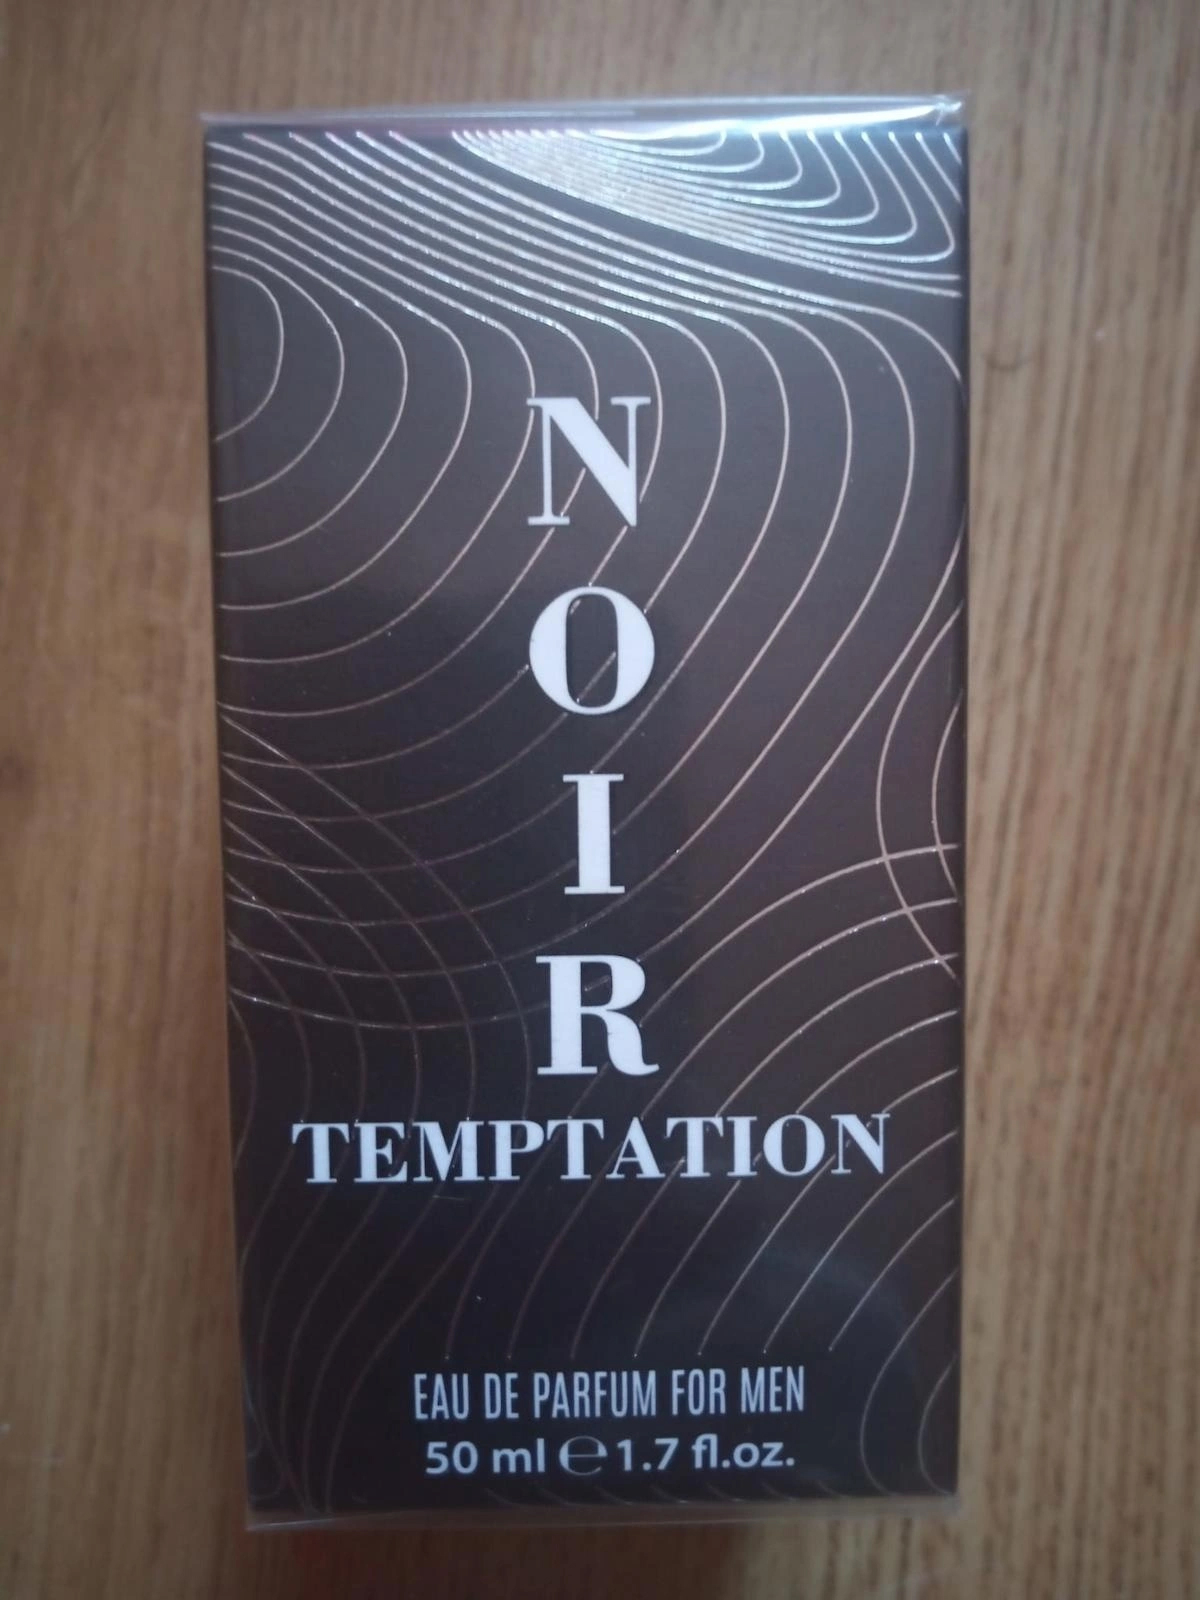 NOIR
TEMPTATION
EAU DE PARFUM FOR MEN
50 ml ℮ 1.7 fl.oz.